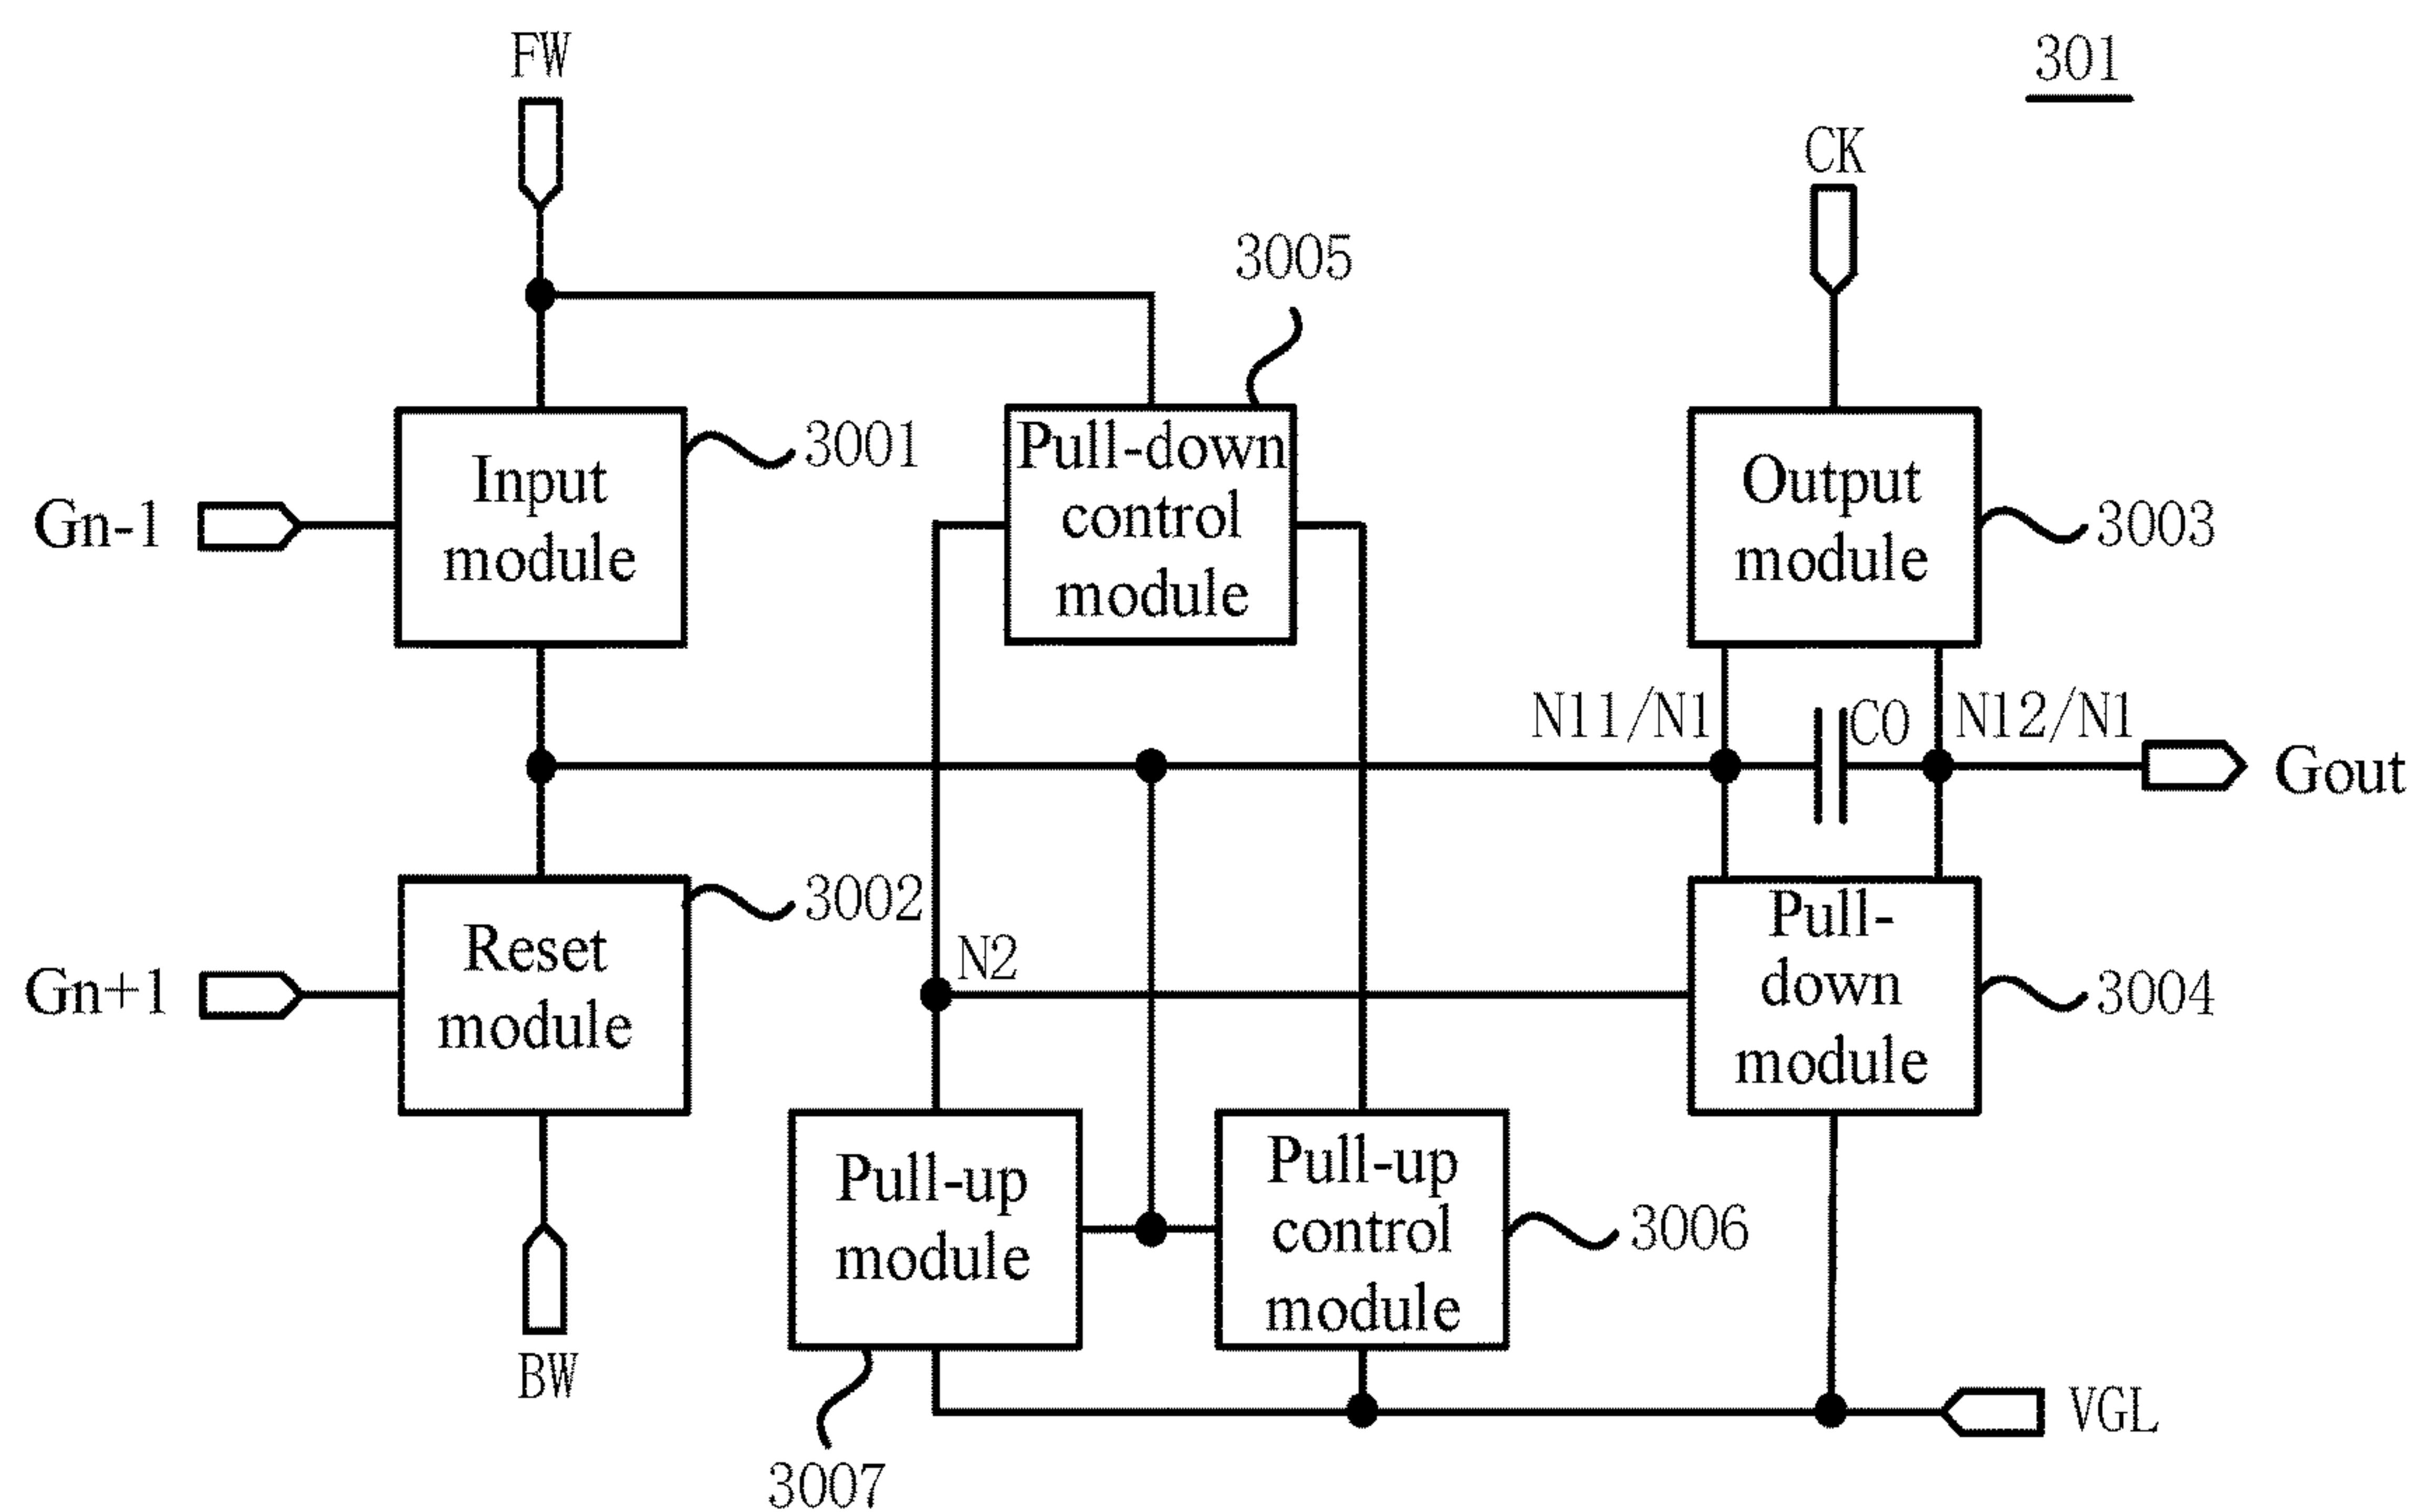 FW
301
CK
3005
Input
module
3001
Pull-down
control
module
Output
module
3003
Gn-1
N11/N1
C0
N12/N1
Gout
Reset
module
3002
Gn+1
N2
Pull-
down
module
3004
Pull-up
module
Pull-up
control
module
3006
BW
VGL
3007